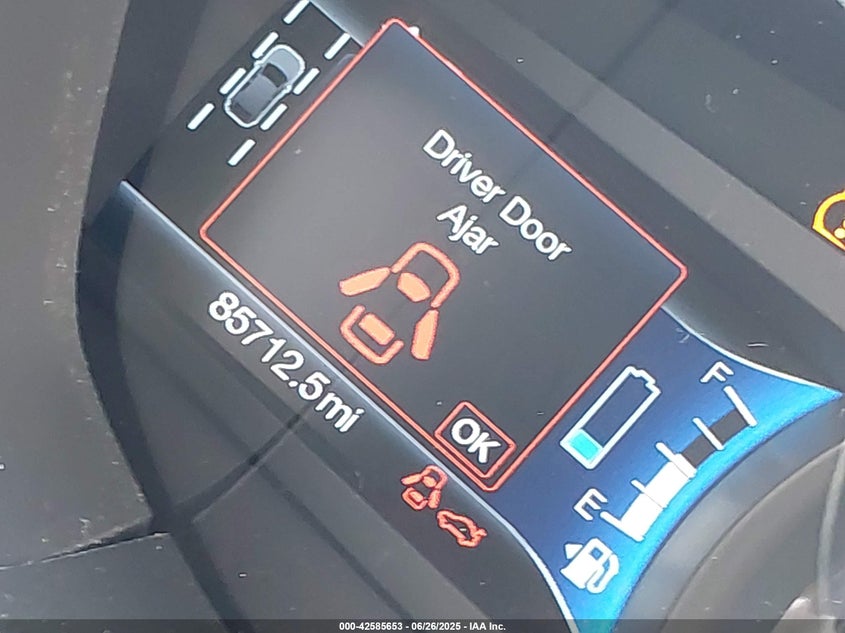 Driver Door
Ajar
85712.5mi
OK
F
E
000-42585653 - 06/26/2025 - IAA Inc.